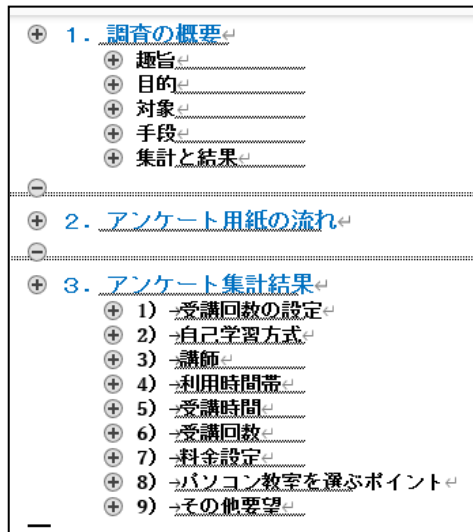 1. 調査の概要
趣旨
目的
対象
手段
集計と結果
2. アンケート用紙の流れ
3. アンケート集計結果
1) →受講回数の設定
2) →自己学習方式
3) →講師
4) →利用時間帯
5) →受講時間
6) →受講回数
7) →料金設定
8) →パソコン教室を選ぶポイント
9) →その他要望